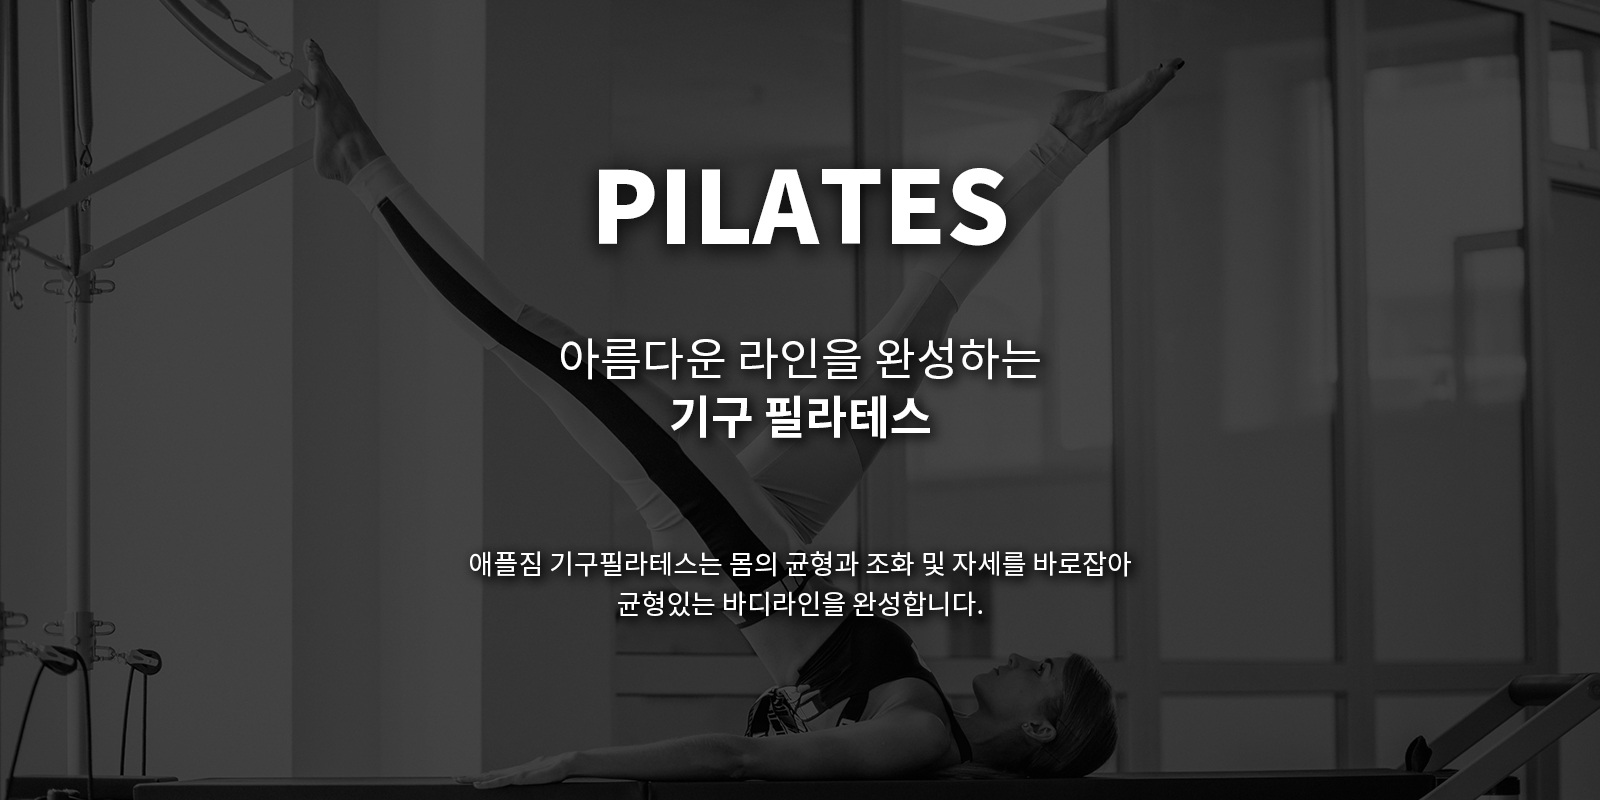 PILATES
아름다운 라인을 완성하는
기구 필라테스
애플짐 기구필라테스는 몸의 균형과 조화 및 자세를 바로잡아
균형있는 바디라인을 완성합니다.